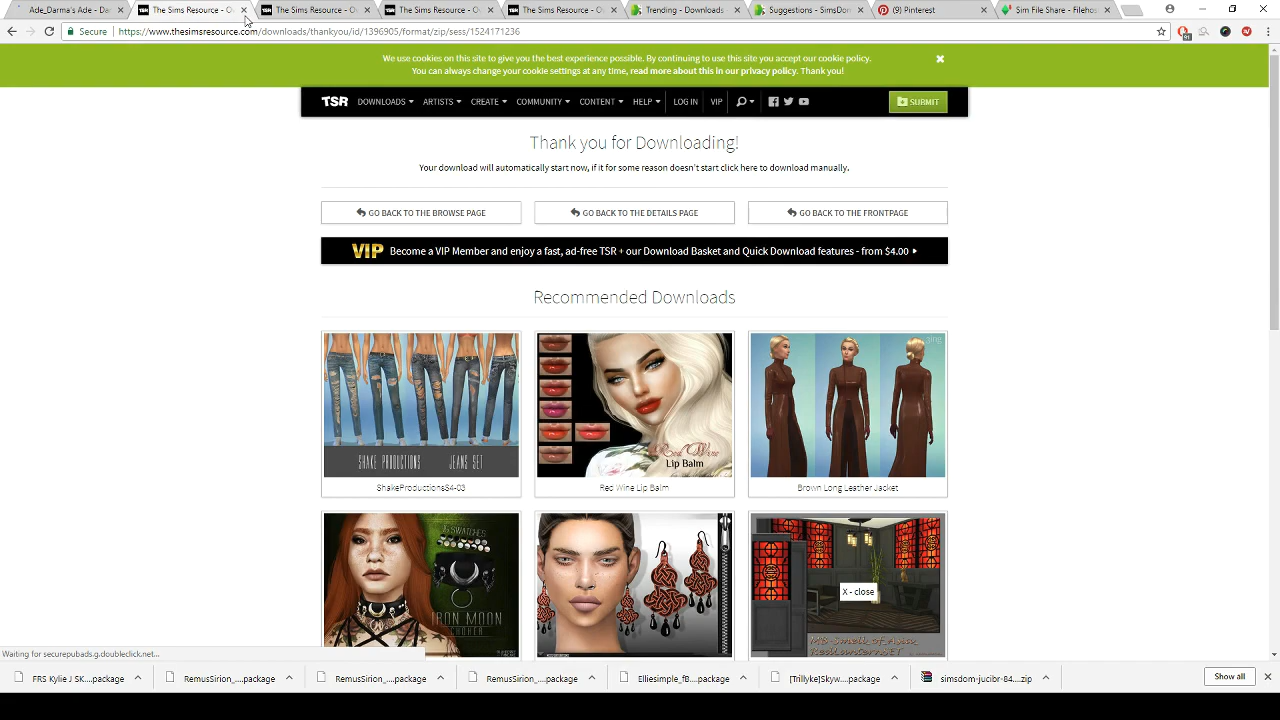 Ade_Darma's Ade - Da
The Sims Resource - O
The Sims Resource - O
The Sims Resource - O
The Sims Resource - O
Trending - Downloads
Suggestions - SimsDo
(9) Pinterest
Sim File Share - Filehos
Secure https://www.thesimsresource.com/downloads/thankyou/id/1396905/format/zip/sess/1524171236
We use cookies on this site to give you the best experience possible. By continuing to use this site you accept our cookie policy.
You can always change your cookie settings at any time, read more about this in our privacy policy. Thank you!
TSR DOWNLOADS ARTISTS CREATE COMMUNITY CONTENT HELP LOG IN VIP SUBMIT
Thank you for Downloading!
Your download will automatically start now, if it for some reason doesn't start click here to download manually.
GO BACK TO THE BROWSE PAGE
GO BACK TO THE DETAILS PAGE
GO BACK TO THE FRONTPAGE
VIP Become a VIP Member and enjoy a fast, ad-free TSR + our Download Basket and Quick Download features - from $4.00
Recommended Downloads
SHAKE PRODUCTIONS JEANS SET
Red Wine
Lip Balm
ShakeProductionsS4-03
Red Wine Lip Balm
Brown Long Leather Jacket
SWATCHES
IRON MOON
CHOKER
X - close
Waiting for securepubads.g.doubleclick.net...
FRS Kylie J SK....package
RemusSirion_....package
RemusSirion_....package
RemusSirion_....package
Elliesimple_fB....package
[Trillyke]Skyw....package
simsdom-jucibr-84....zip
Show all